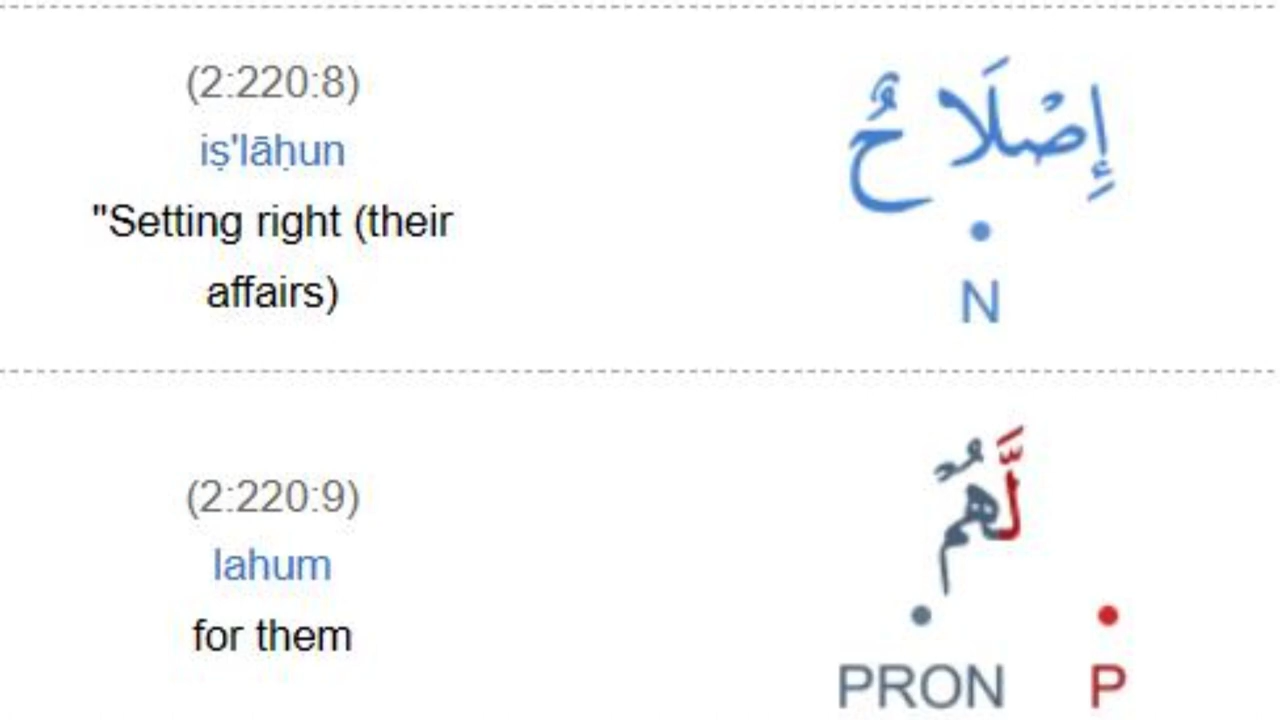 (2:220:8)
iṣ'lāḥun
"Setting right (their
affairs)
إِصْلَاحٌ
N
(2:220:9)
lahum
for them
لَّهُمْ
PRON P